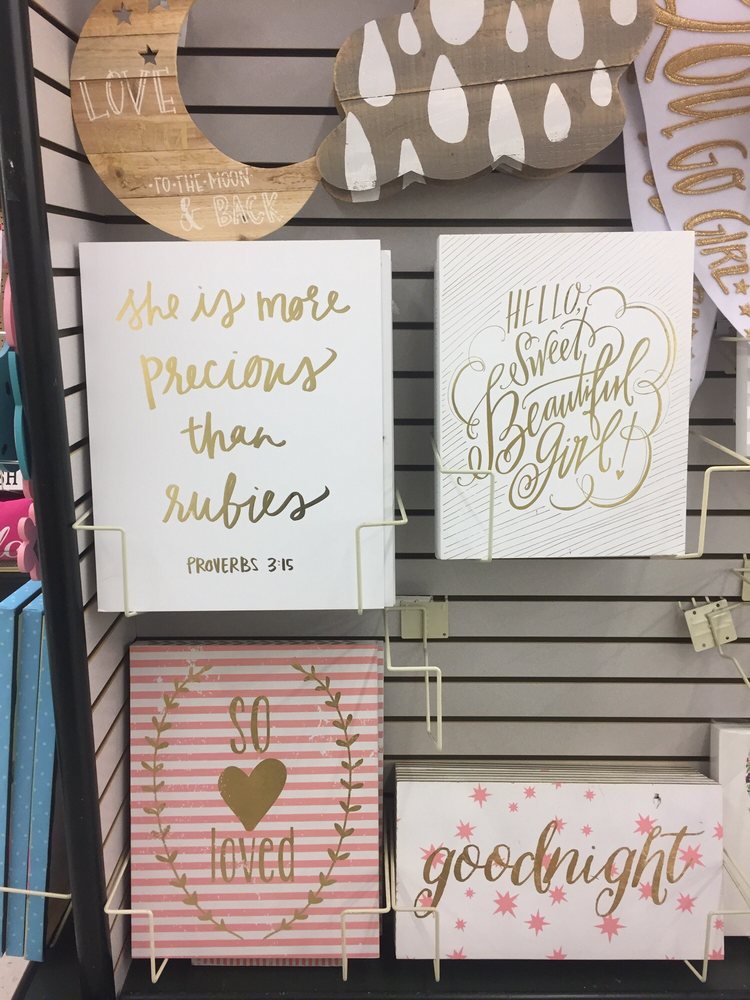 LOVE
·TO·THE·MOON·
& BACK
YOU GO GIRL
she is more
precious
than
rubies
PROVERBS 3:15
HELLO,
Sweet
Beautiful
girl!
SO
loved
goodnight